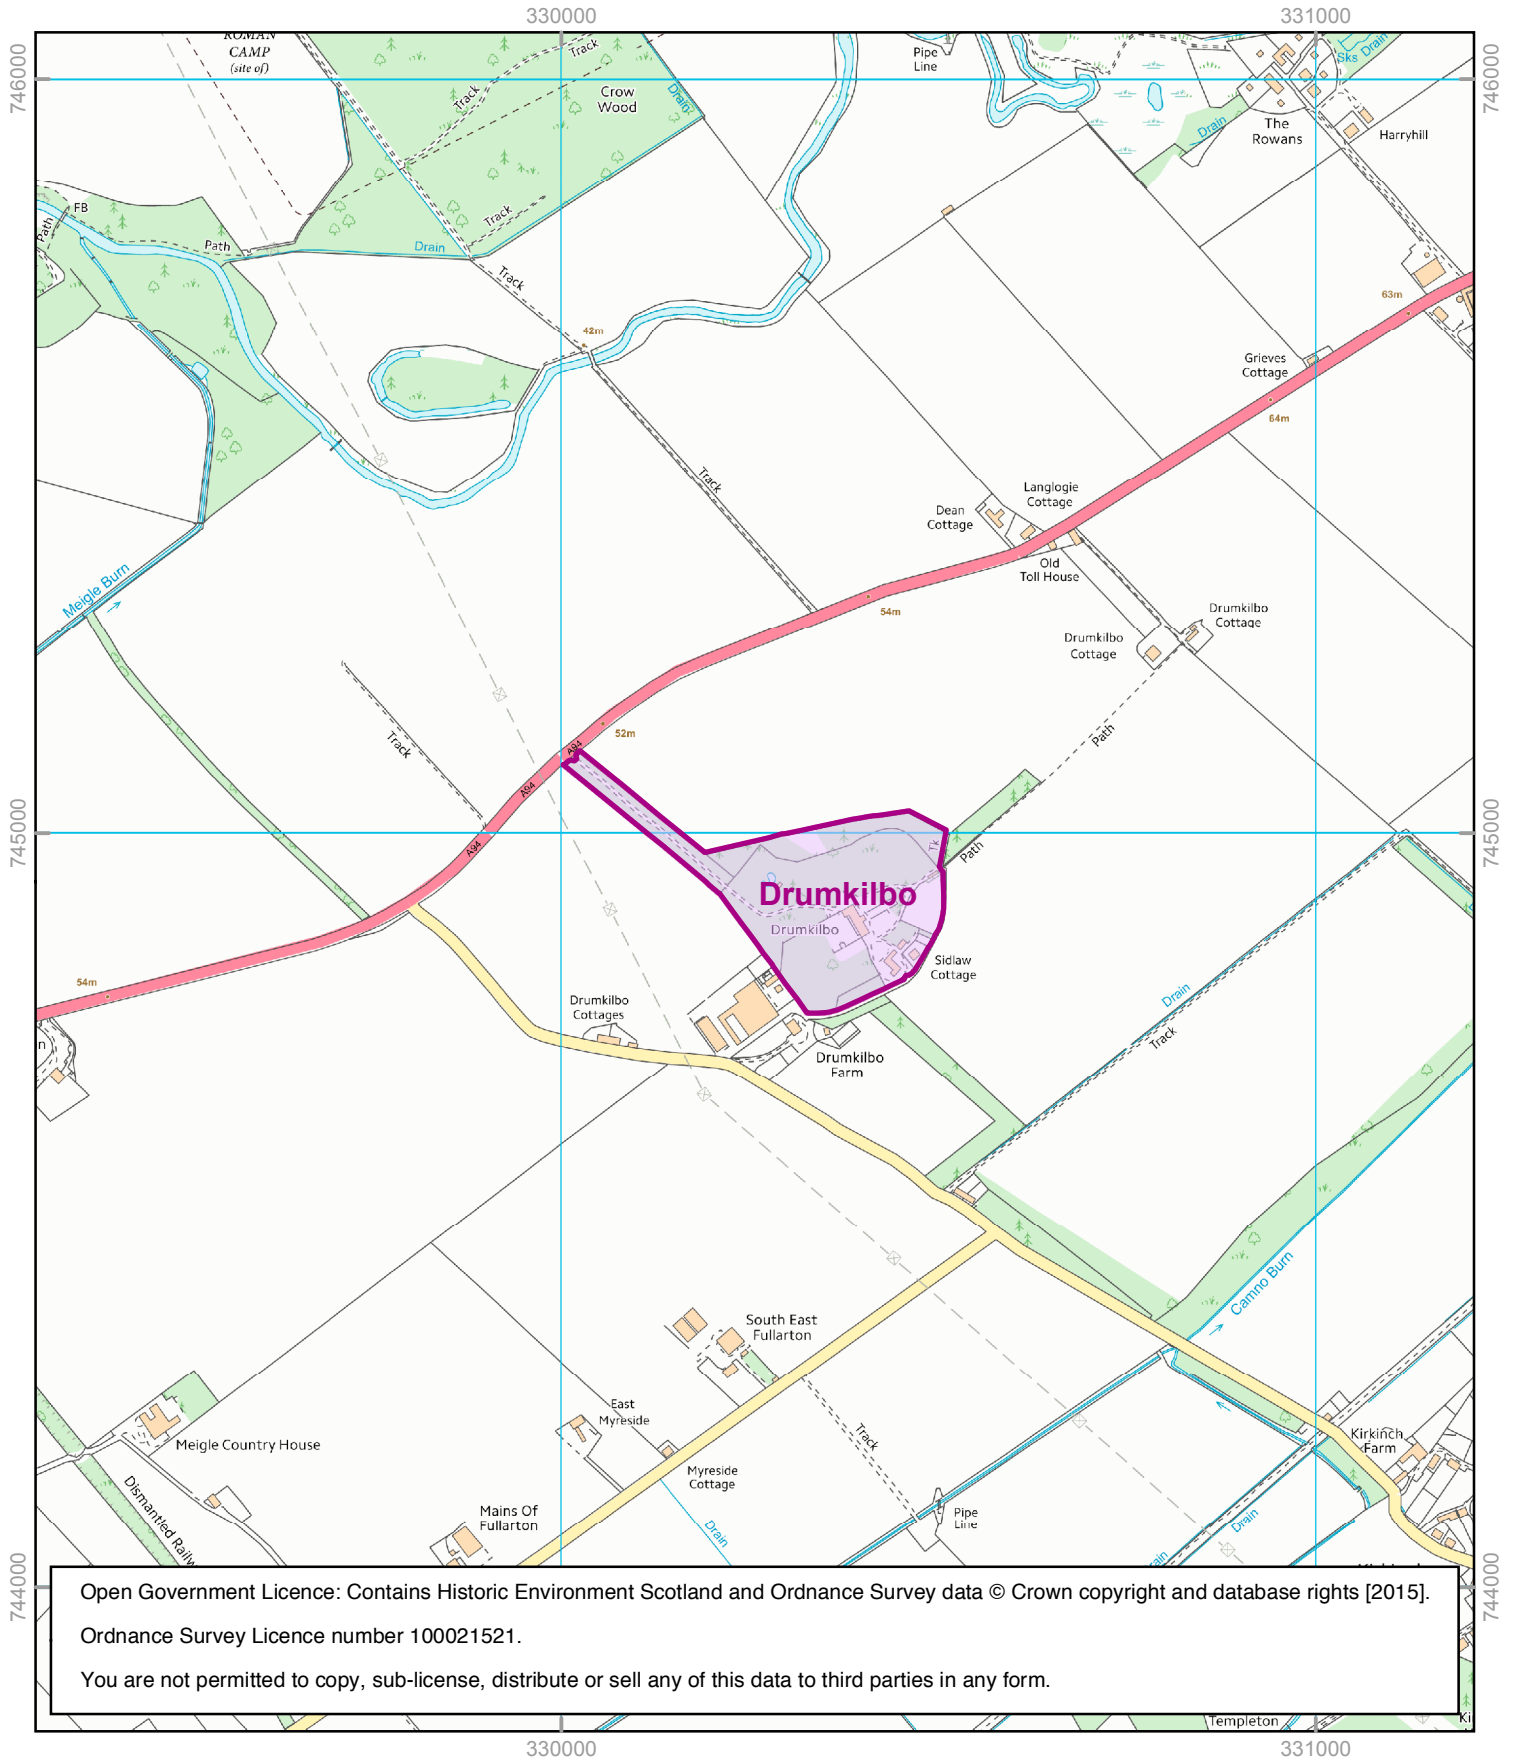 330000
331000
746000
746000
ROMAN
CAMP
(site of)
Track
Pipe
Line
Sks
Drain
Track
Crow
Wood
Drain
The
Rowans
Drain
Harryhill
FB
Path
Path
Drain
Track
Track
42m
63m
Grieves
Cottage
64m
Track
Langlogie
Cottage
Dean
Cottage
Old
Toll House
Meigle Burn
54m
Drumkilbo
Cottage
Drumkilbo
Cottage
Track
52m
Path
A94
A94
A94
745000
745000
Tk
Path
Drumkilbo
Drumkilbo
Sidlaw
Cottage
54m
Drumkilbo
Cottages
Drain
Track
Drumkilbo
Farm
n
Camno Burn
South East
Fullarton
East
Myreside
Track
Meigle Country House
Kirkinch
Farm
Myreside
Cottage
Dismantled Railw
Mains Of
Fullarton
Drain
Pipe
Line
Drain
ain
744000
744000
Open Government Licence: Contains Historic Environment Scotland and Ordnance Survey data © Crown copyright and database rights [2015].
Ordnance Survey Licence number 100021521.
You are not permitted to copy, sub-license, distribute or sell any of this data to third parties in any form.
Templeton
Ki
330000
331000